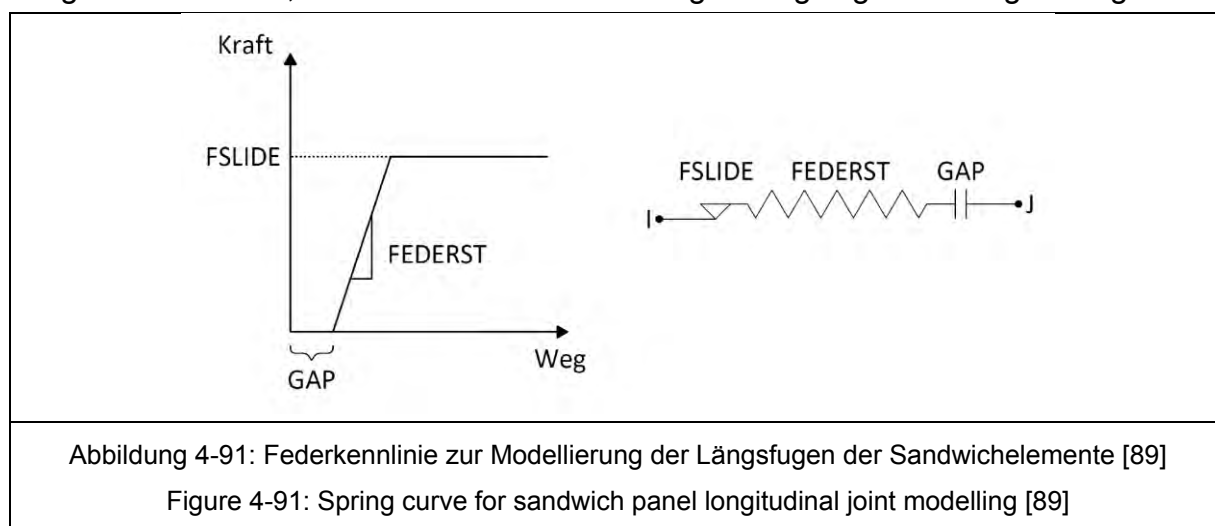 Kraft
FSLIDE
FEDERST
GAP
Weg
FSLIDE FEDERST GAP
I J
Abbildung 4-91: Federkennlinie zur Modellierung der Längsfugen der Sandwichelemente [89]
Figure 4-91: Spring curve for sandwich panel longitudinal joint modelling [89]